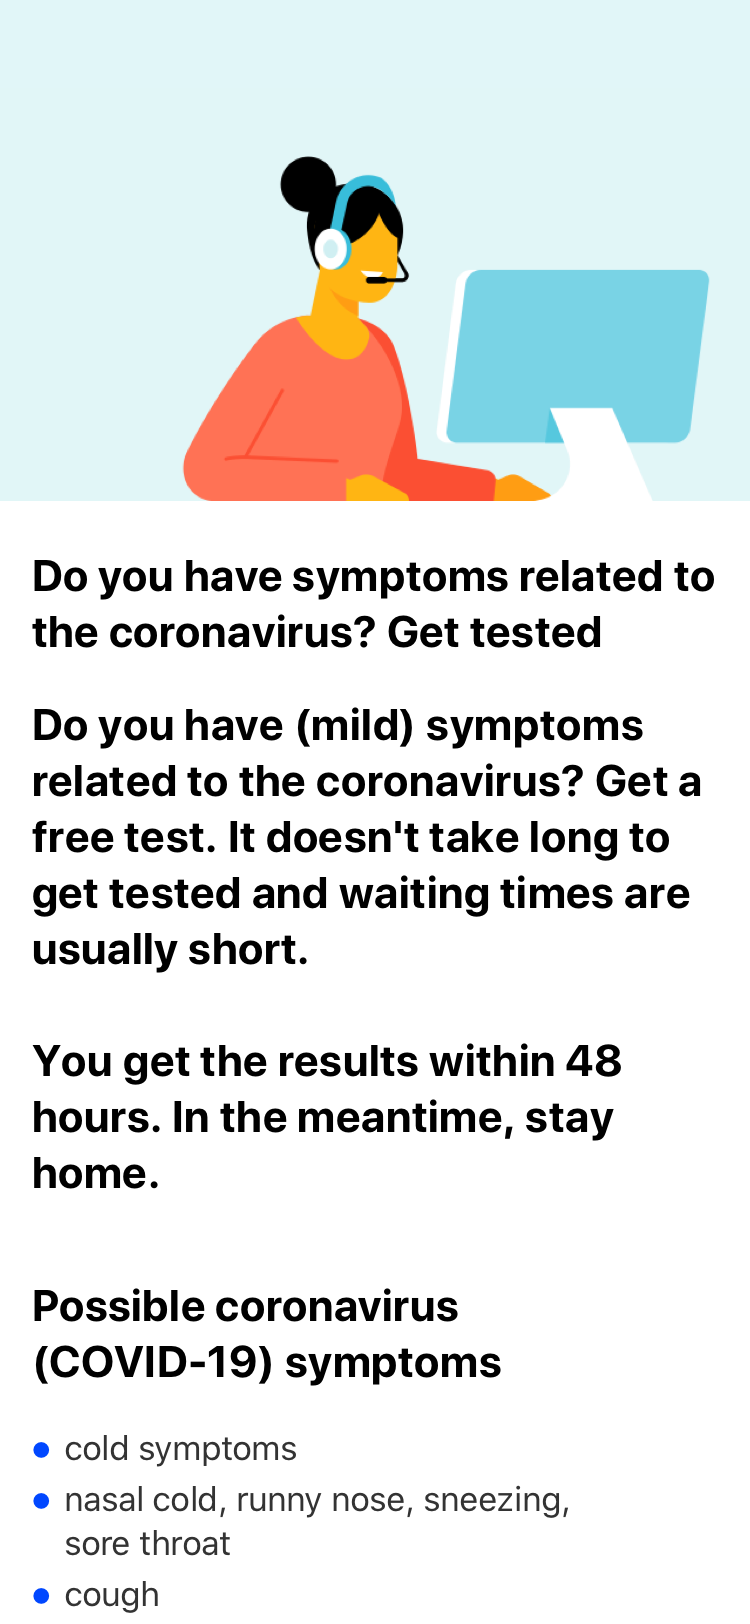 Do you have symptoms related to
the coronavirus? Get tested
Do you have (mild) symptoms
related to the coronavirus? Get a
free test. It doesn't take long to
get tested and waiting times are
usually short.
You get the results within 48
hours. In the meantime, stay
home.
Possible coronavirus
(COVID-19) symptoms
cold symptoms
nasal cold, runny nose, sneezing,
sore throat
cough